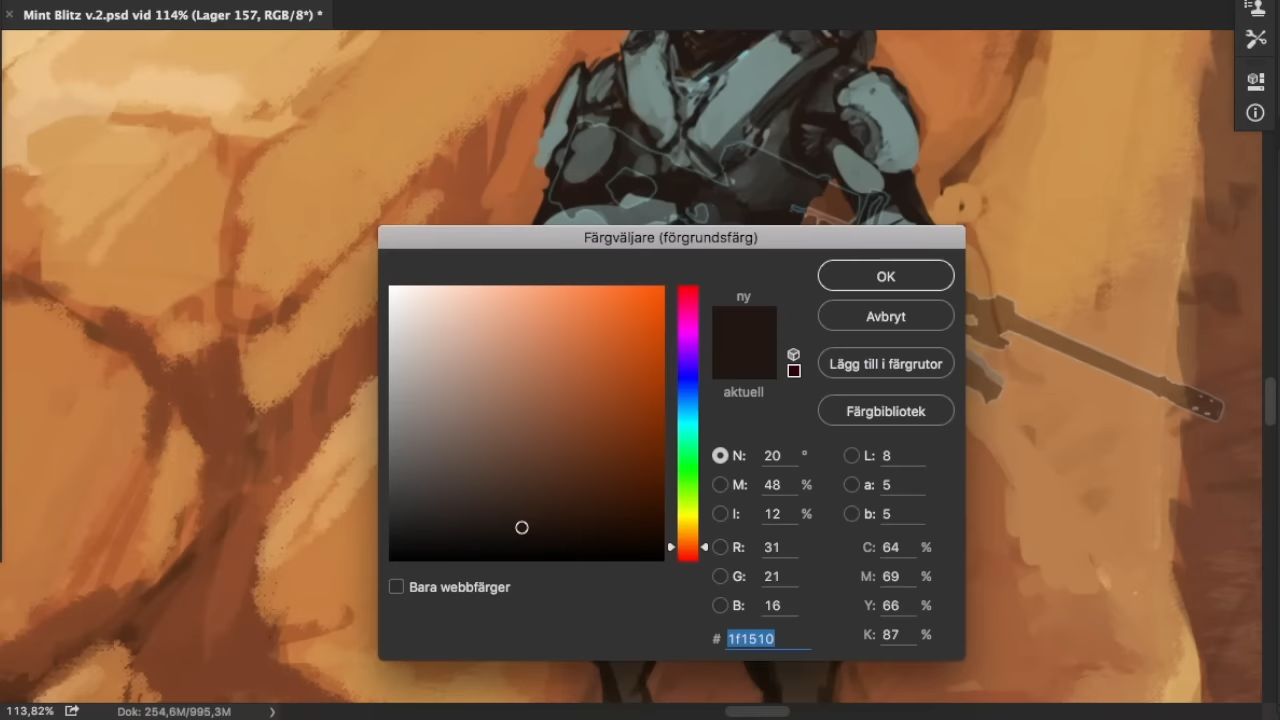 × Mint Blitz v.2.psd vid 114% (Lager 157, RGB/8*) *
Färgväljare (förgrundsfärg)
ny
aktuell
OK
Avbryt
Lägg till i färgrutor
Färgbibliotek
N: 20 °
L: 8
M: 48 %
a: 5
I: 12 %
b: 5
R: 31
C: 64 %
G: 21
M: 69 %
B: 16
Y: 66 %
# 1f1510
K: 87 %
Bara webbfärger
113,82%
Dok: 254,6M/995,3M